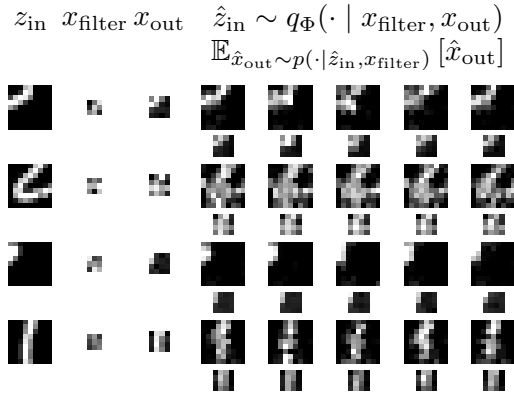 z_in x_filter x_out ẑ_in ∼ q_Φ(· | x_filter, x_out)
𝔼_{x̂_out∼p(·|ẑ_in,x_filter)} [x̂_out]